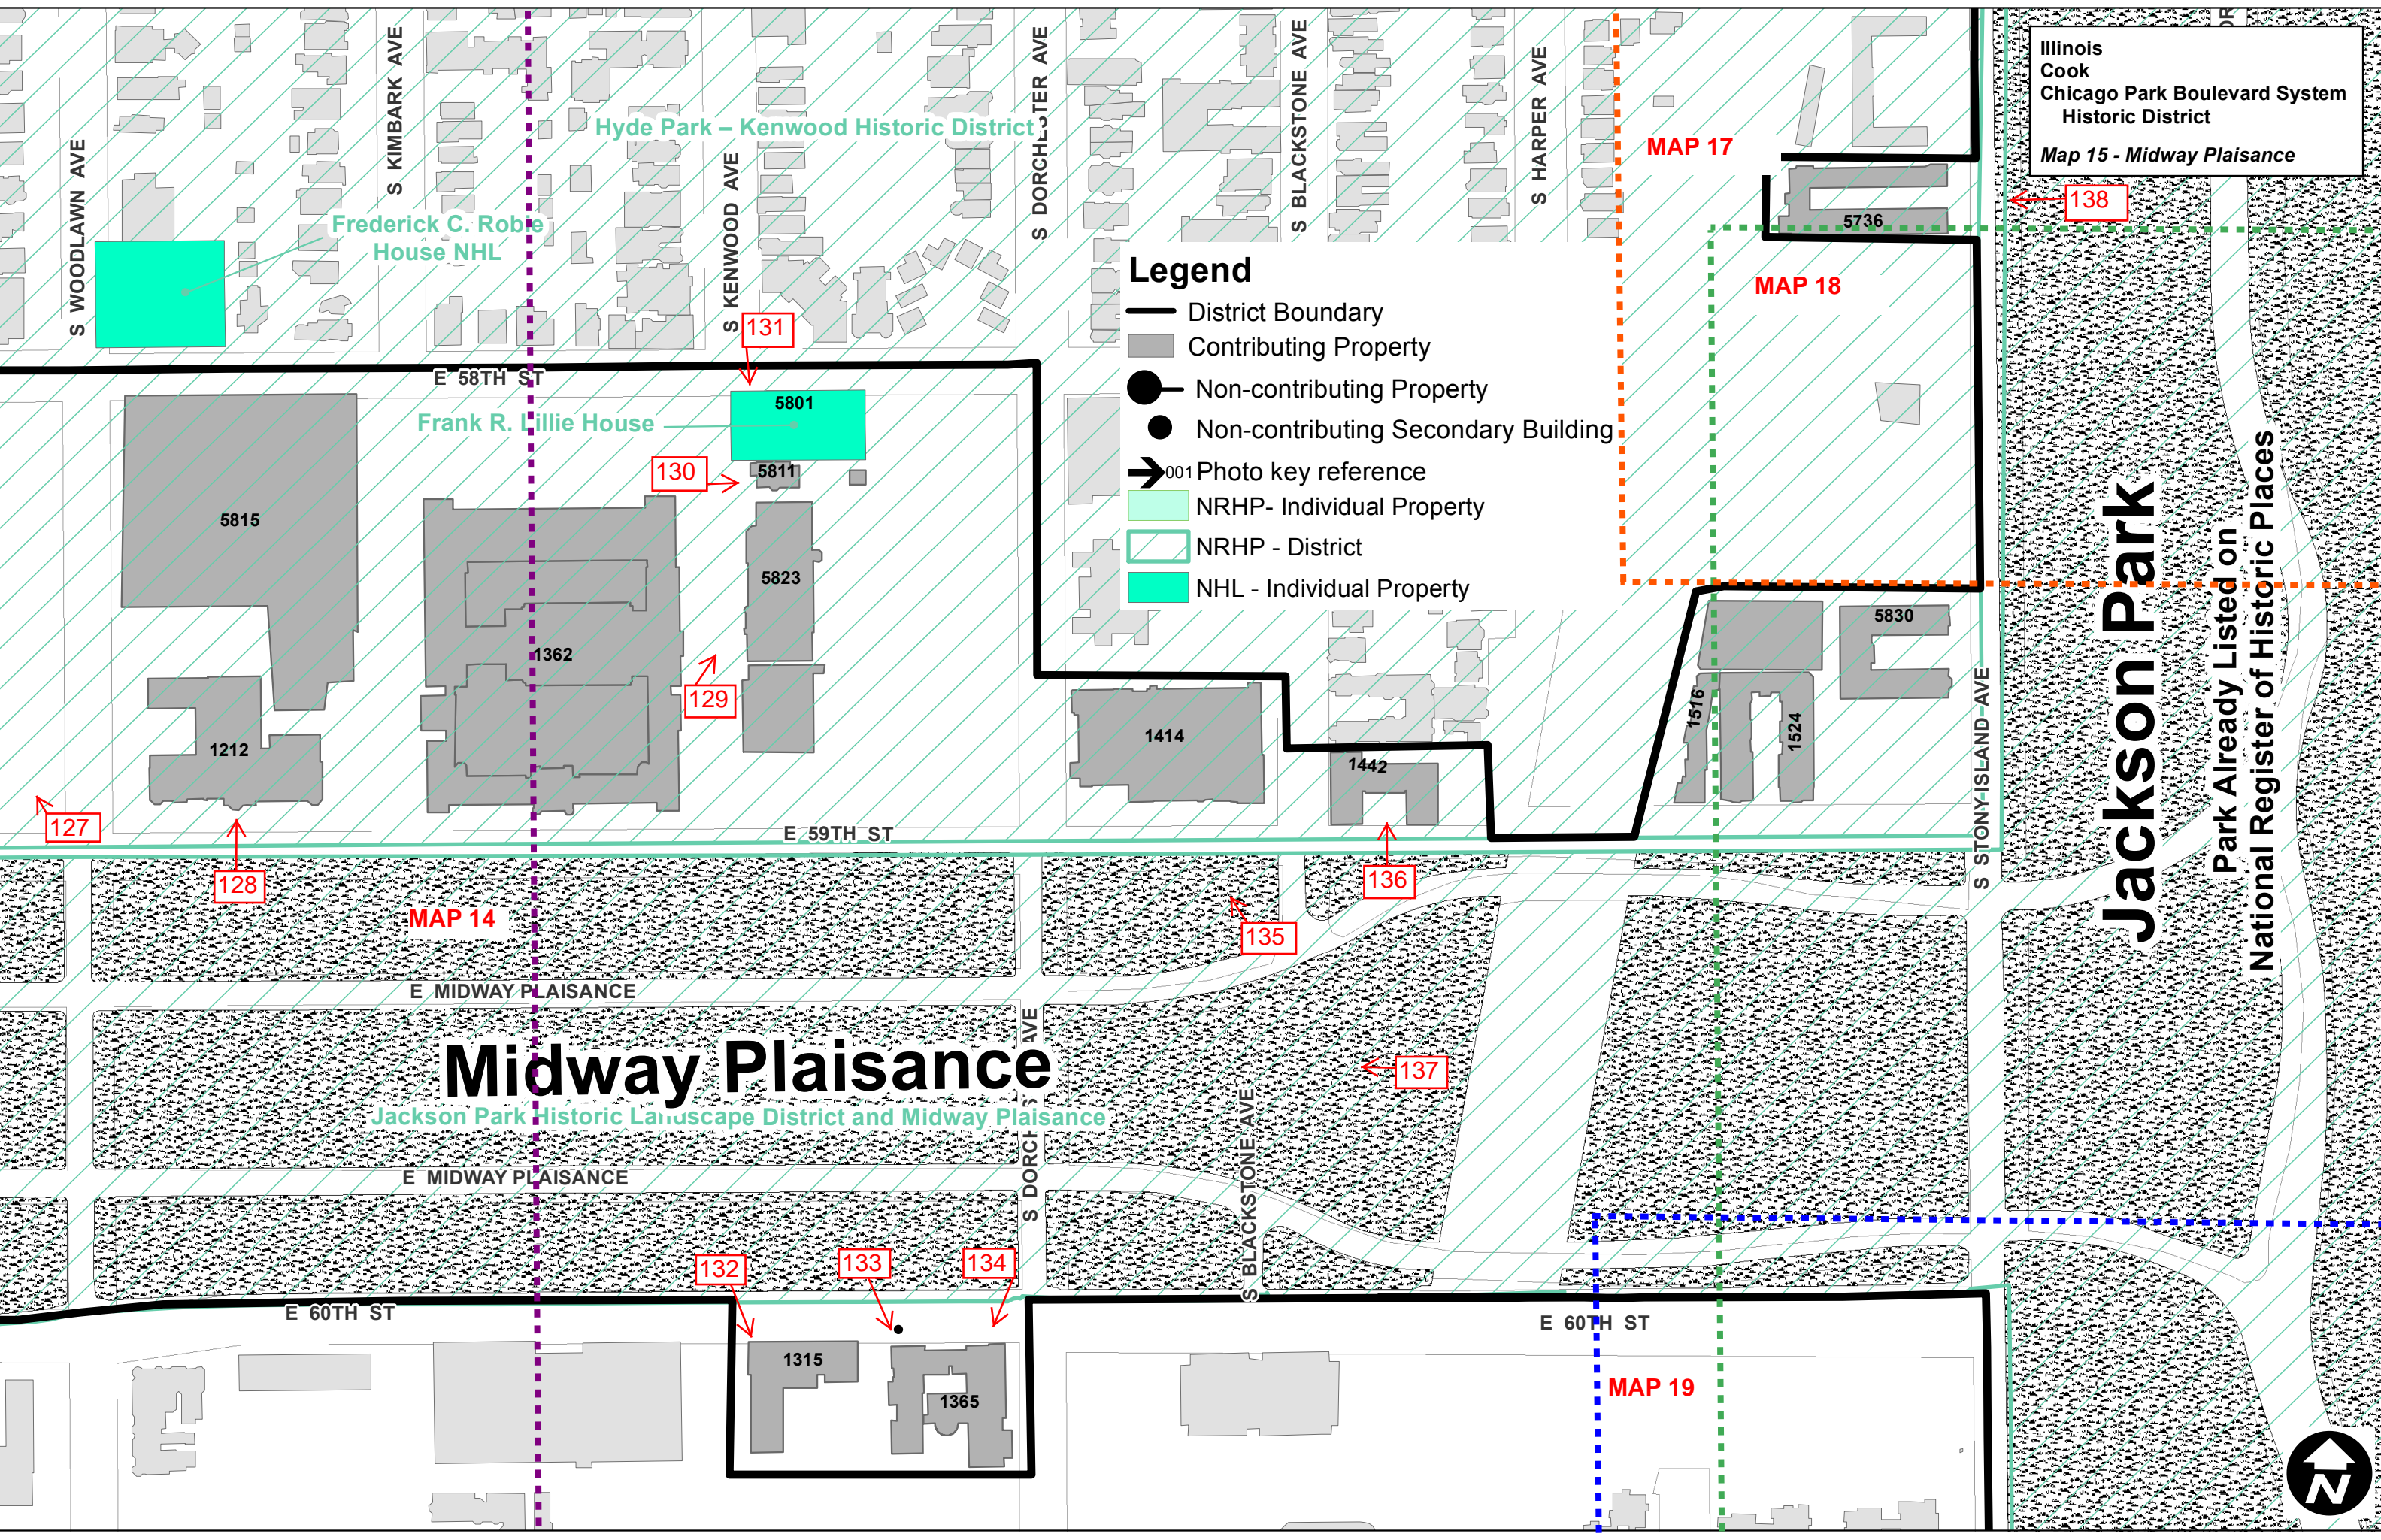 Illinois
Cook
Chicago Park Boulevard System
Historic District
Map 15 - Midway Plaisance
S WOODLAWN AVE
S KIMBARK AVE
S KENWOOD AVE
S DORCHESTER AVE
S BLACKSTONE AVE
S HARPER AVE
Hyde Park – Kenwood Historic District
Frederick C. Robie
House NHL
MAP 17
138
5736
MAP 18
Legend
District Boundary
Contributing Property
Non-contributing Property
Non-contributing Secondary Building
001 Photo key reference
NRHP- Individual Property
NRHP - District
NHL - Individual Property
131
E 58TH ST
5801
Frank R. Lillie House
130
5811
5815
5823
1362
129
1212
1414
1442
1516
1524
5830
S STONY ISLAND AVE
Jackson Park
Park Already Listed on
National Register of Historic Places
127
128
E 59TH ST
136
135
MAP 14
E MIDWAY PLAISANCE
Midway Plaisance
Jackson Park Historic Landscape District and Midway Plaisance
137
E MIDWAY PLAISANCE
S BLACKSTONE AVE
132
133
134
E 60TH ST
E 60TH ST
1315
1365
MAP 19
N